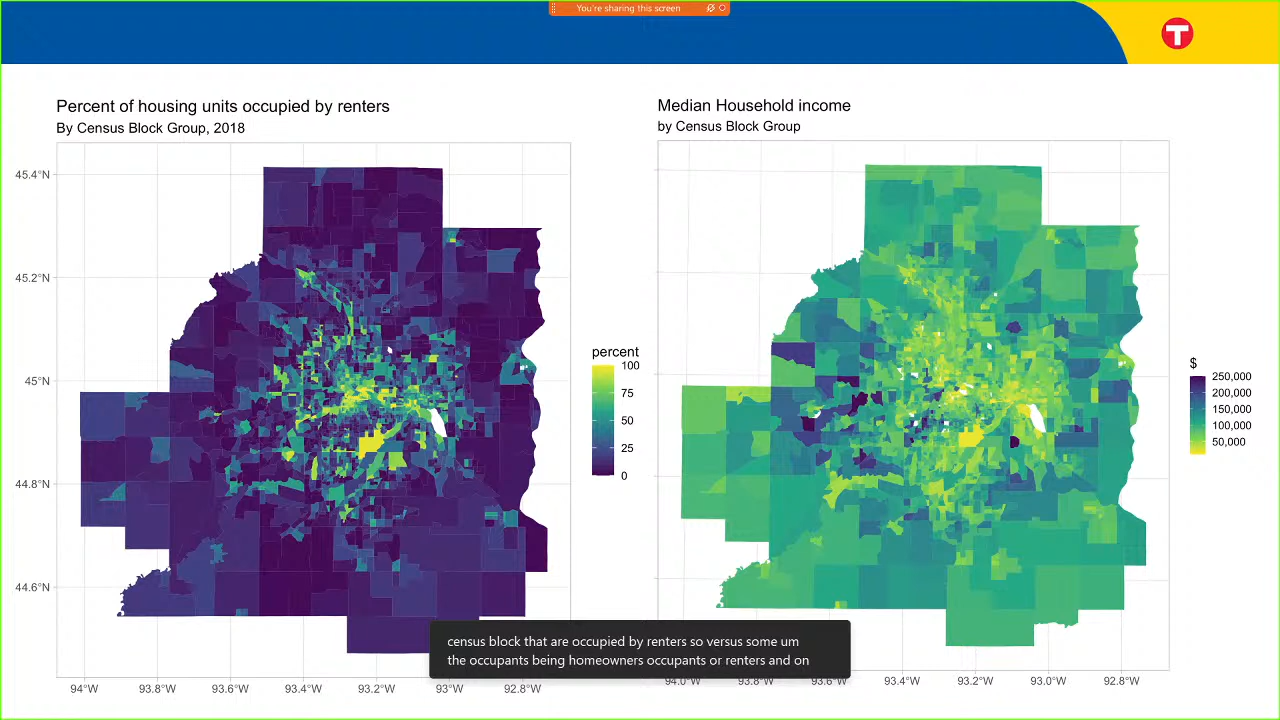 You're sharing this screen
T
Percent of housing units occupied by renters
By Census Block Group, 2018
45.4°N
45.2°N
45°N
44.8°N
44.6°N
94°W
93.8°W
93.6°W
93.4°W
93.2°W
93°W
92.8°W
percent
100
75
50
25
0
Median Household income
by Census Block Group
94.0°W
93.8°W
93.6°W
93.4°W
93.2°W
93.0°W
92.8°W
$
250,000
200,000
150,000
100,000
50,000
census block that are occupied by renters so versus some um
the occupants being homeowners occupants or renters and on